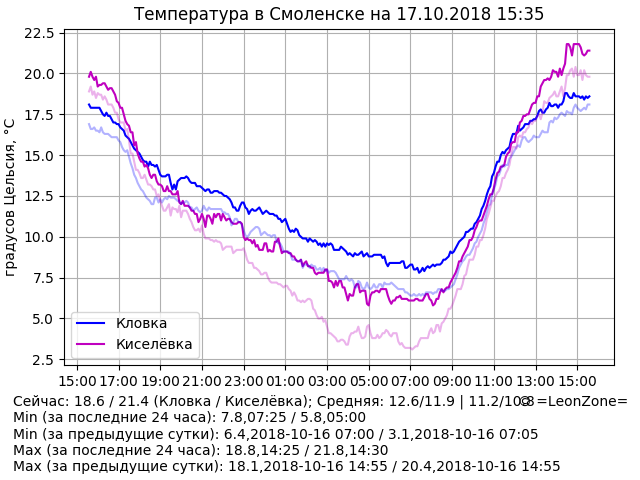 Температура в Смоленске на 17.10.2018 15:35
градусов Цельсия, °C
22.5
20.0
17.5
15.0
12.5
10.0
7.5
5.0
2.5
Кловка
Киселёвка
15:00 17:00 19:00 21:00 23:00 01:00 03:00 05:00 07:00 09:00 11:00 13:00 15:00
Сейчас: 18.6 / 21.4 (Кловка / Киселёвка); Средняя: 12.6/11.9 | 11.2/10.8 =LeonZone=
Min (за последние 24 часа): 7.8,07:25 / 5.8,05:00
Min (за предыдущие сутки): 6.4,2018-10-16 07:00 / 3.1,2018-10-16 07:05
Max (за последние 24 часа): 18.8,14:25 / 21.8,14:30
Max (за предыдущие сутки): 18.1,2018-10-16 14:55 / 20.4,2018-10-16 14:55